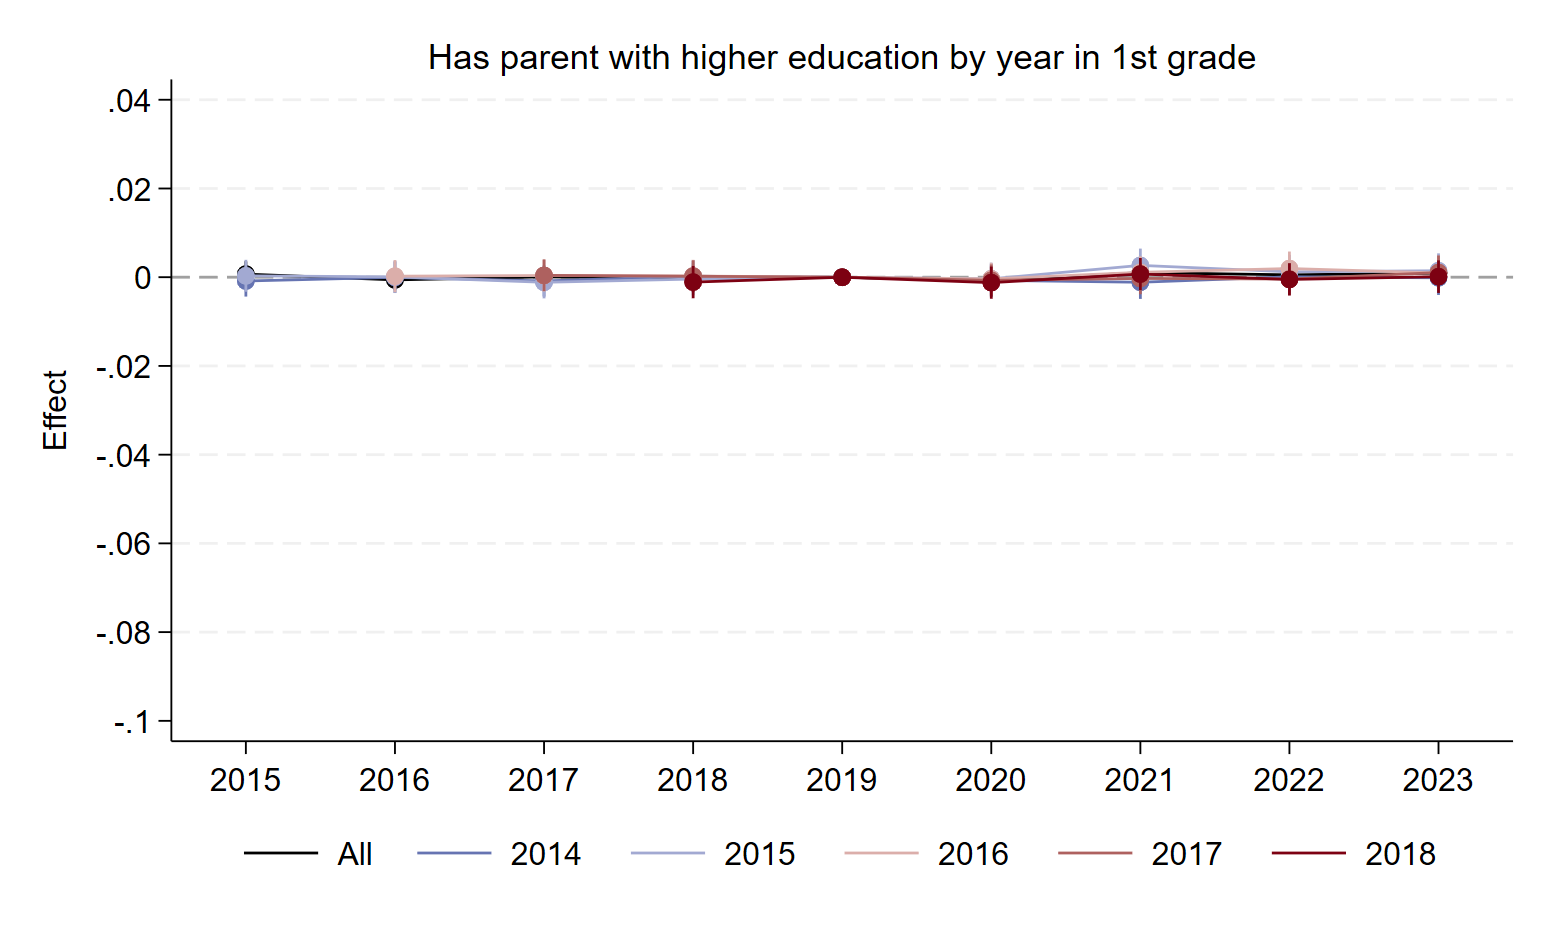 Has parent with higher education by year in 1st grade
.04
.02
0
-.02
-.04
-.06
-.08
-.1
Effect
2015 2016 2017 2018 2019 2020 2021 2022 2023
All 2014 2015 2016 2017 2018